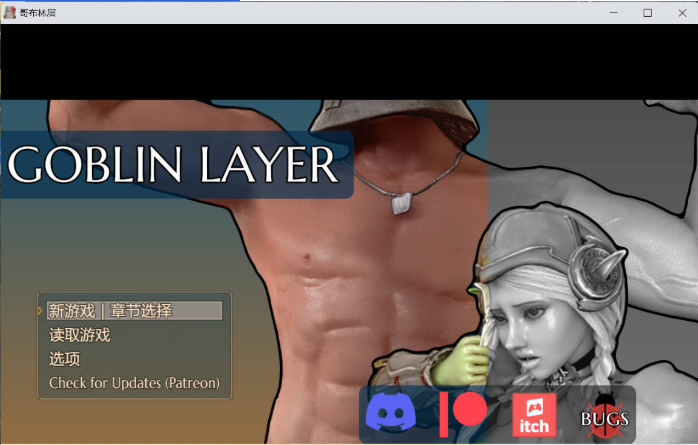 哥布林层
GOBLIN LAYER
新游戏 | 章节选择
读取游戏
选项
Check for Updates (Patreon)
itch
BUGS